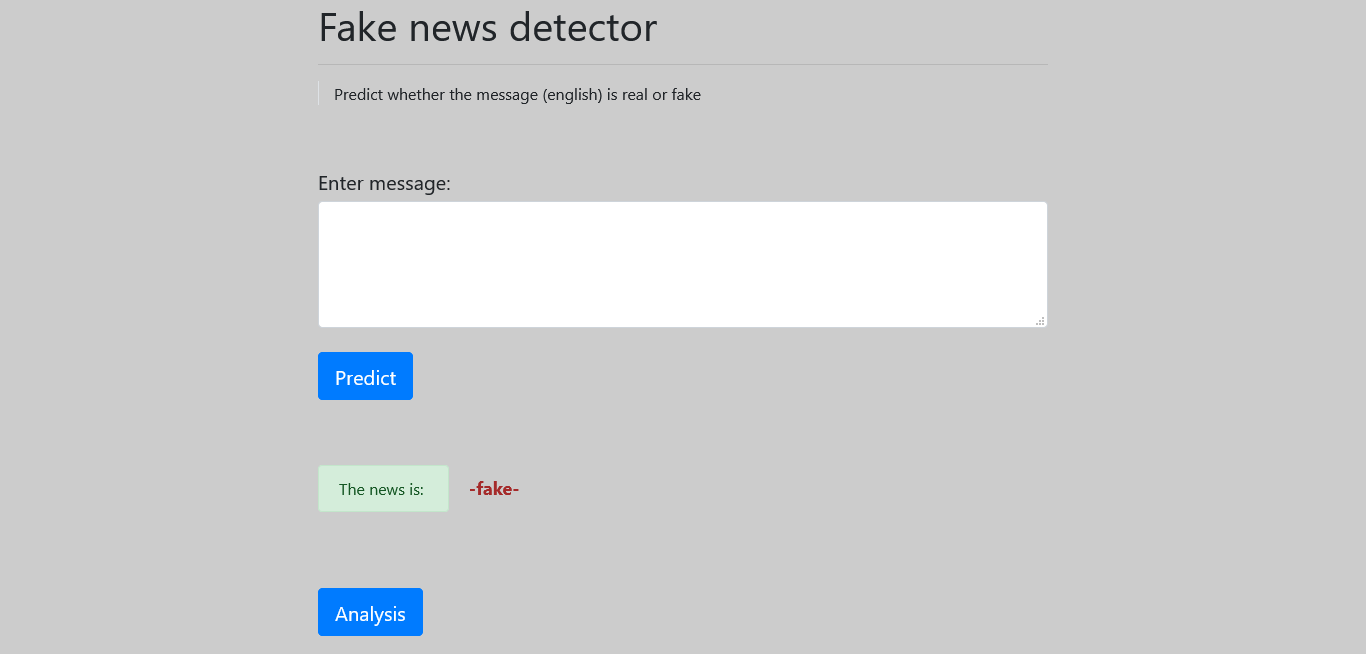 Fake news detector
Predict whether the message (english) is real or fake
Enter message:
Predict
The news is: -fake-
Analysis